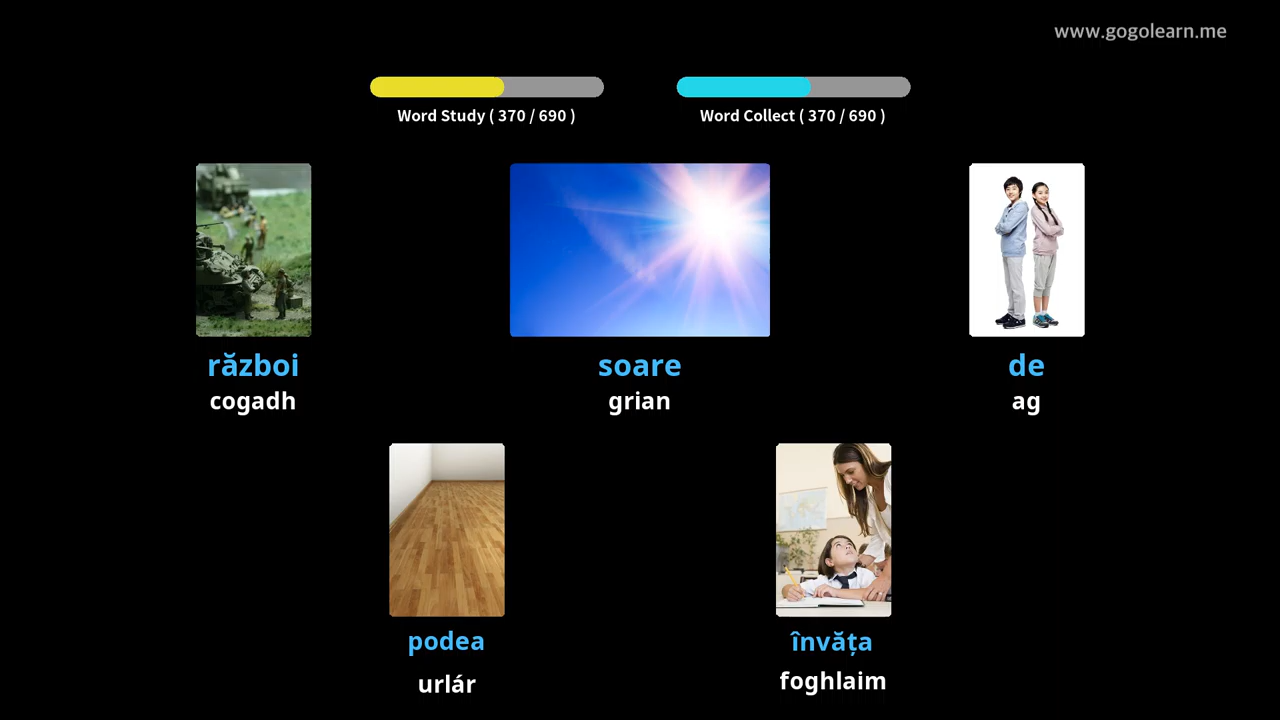 www.gogolearn.me
Word Study ( 370 / 690 )
Word Collect ( 370 / 690 )
război
cogadh
soare
grian
de
ag
podea
urlár
învăța
foghlaim